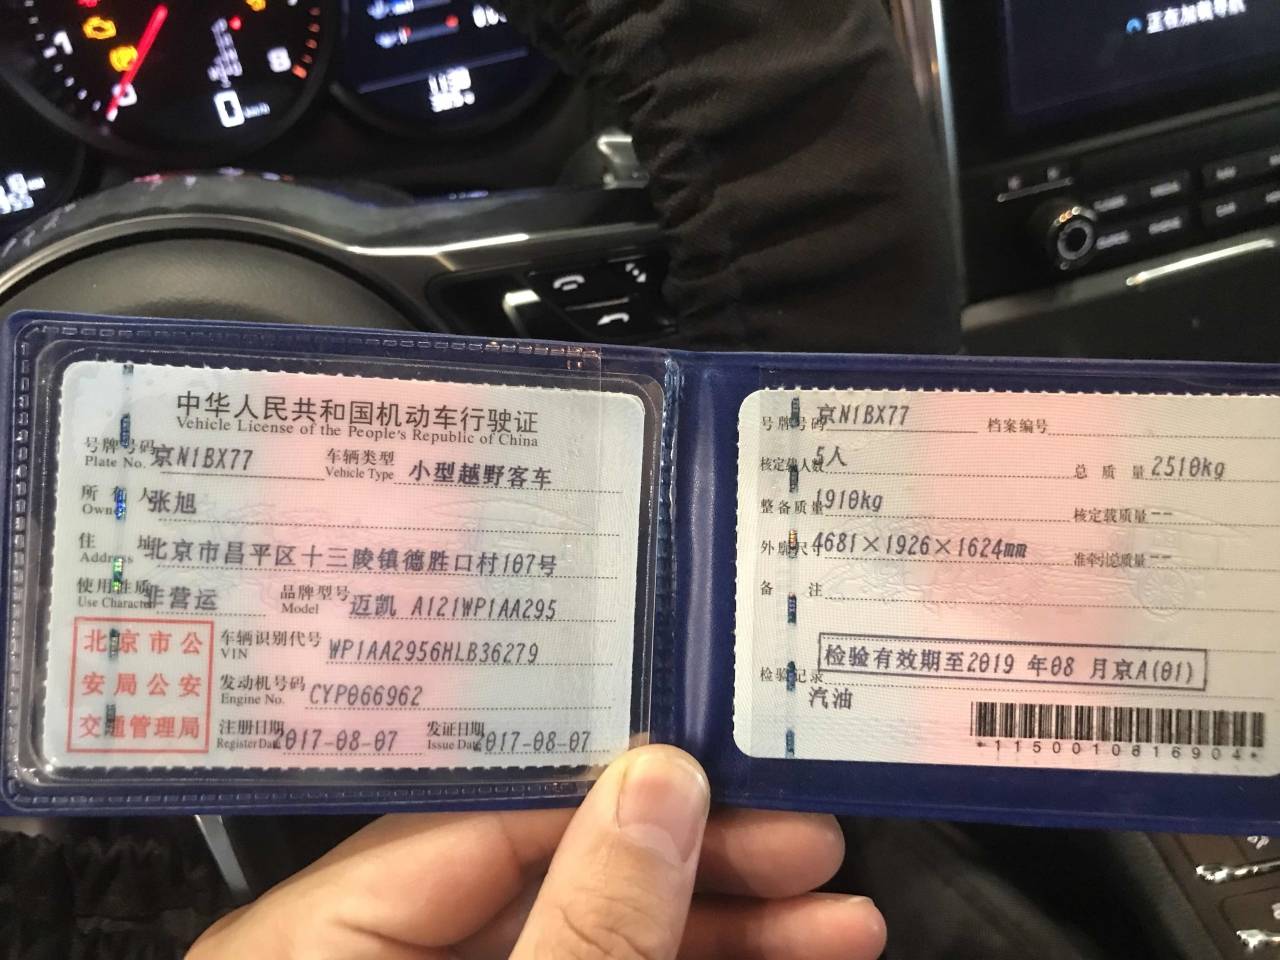 正在加载导航
7
8
0
km/h
中华人民共和国机动车行驶证
Vehicle License of the People's Republic of China
号牌号码 京N1BX77 车辆类型 小型越野客车
Plate No. Vehicle Type
所有人 张旭
Owner
住址 北京市昌平区十三陵镇德胜口村107号
Address
使用性质 非营运 品牌型号 迈凯 A121WP1AA295
Use Character Model
北京市公
安局公安
交通管理局
车辆识别代号 WP1AA2956HLB36279
VIN
发动机号码 CYP066962
Engine No.
注册日期 2017-08-07 发证日期 2017-08-07
Register Date Issue Date
号牌号码 京N1BX77 档案编号
核定载人数 5人 总质量 2510kg
整备质量 1910kg 核定载质量 --
外廓尺寸 4681×1926×1624mm 准牵引总质量 --
备注
检验记录 检验有效期至2019 年08 月京A(01)
汽油
*1150010616904*